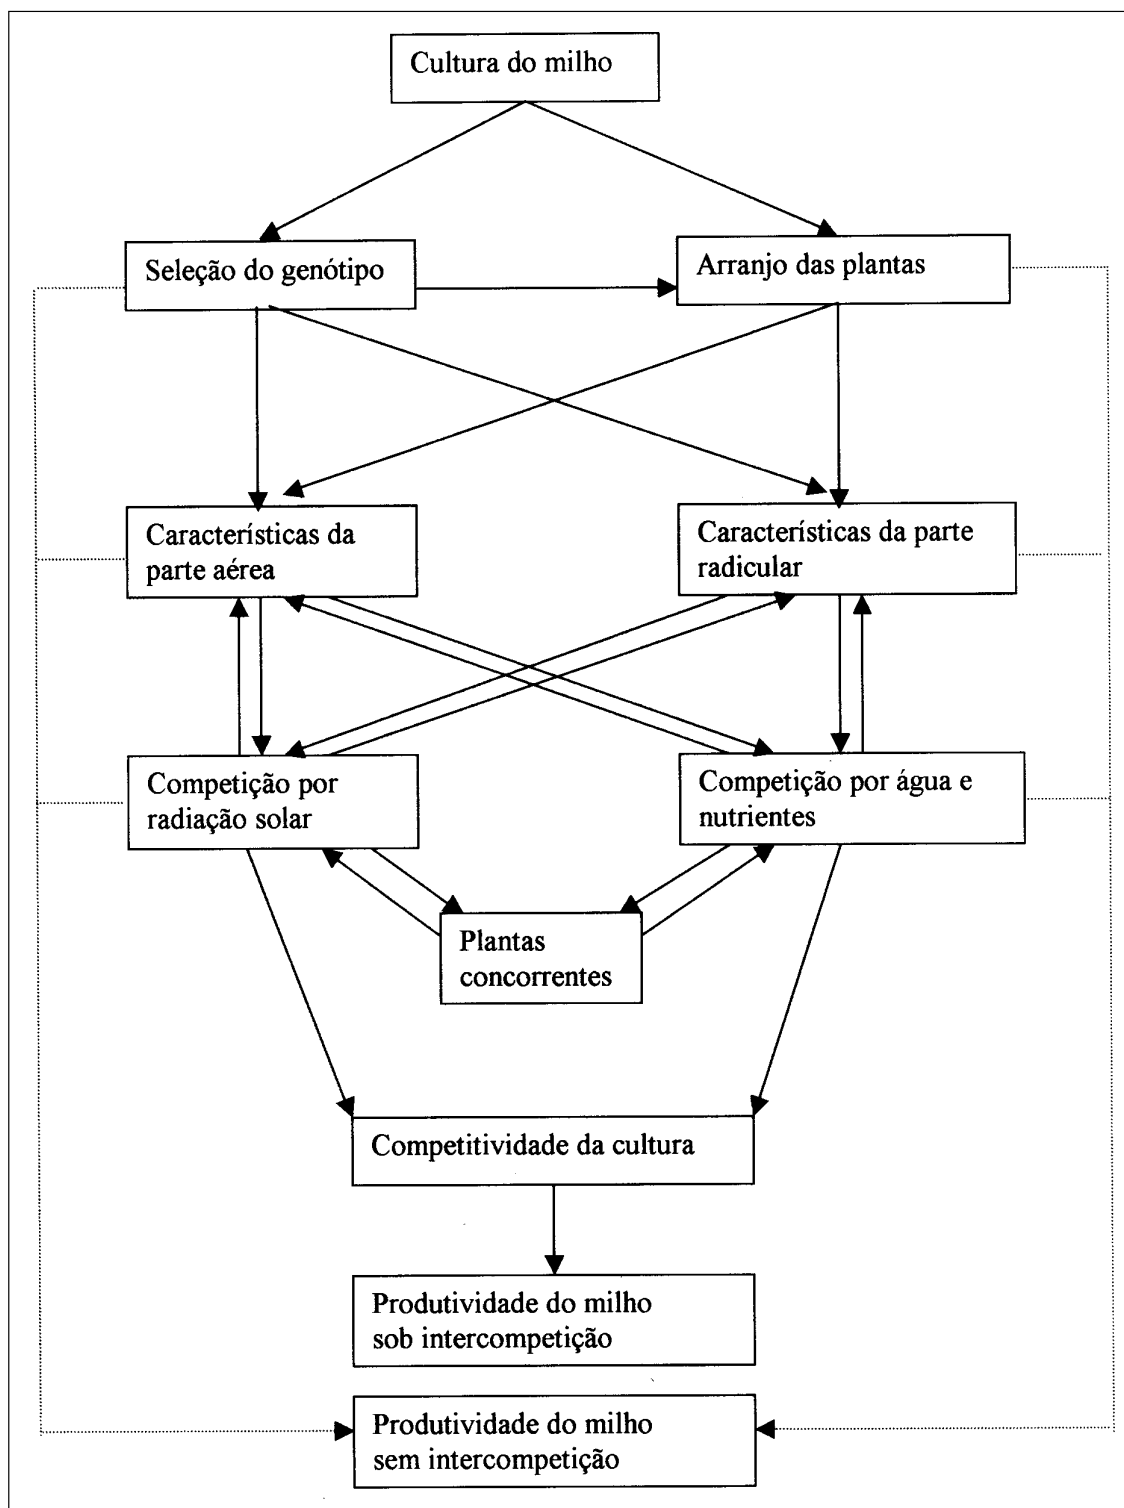 Cultura do milho
Seleção do genótipo
Arranjo das plantas
Características da
parte aérea
Características da parte
radicular
Competição por
radiação solar
Competição por água e
nutrientes
Plantas
concorrentes
Competitividade da cultura
Produtividade do milho
sob intercompetição
Produtividade do milho
sem intercompetição